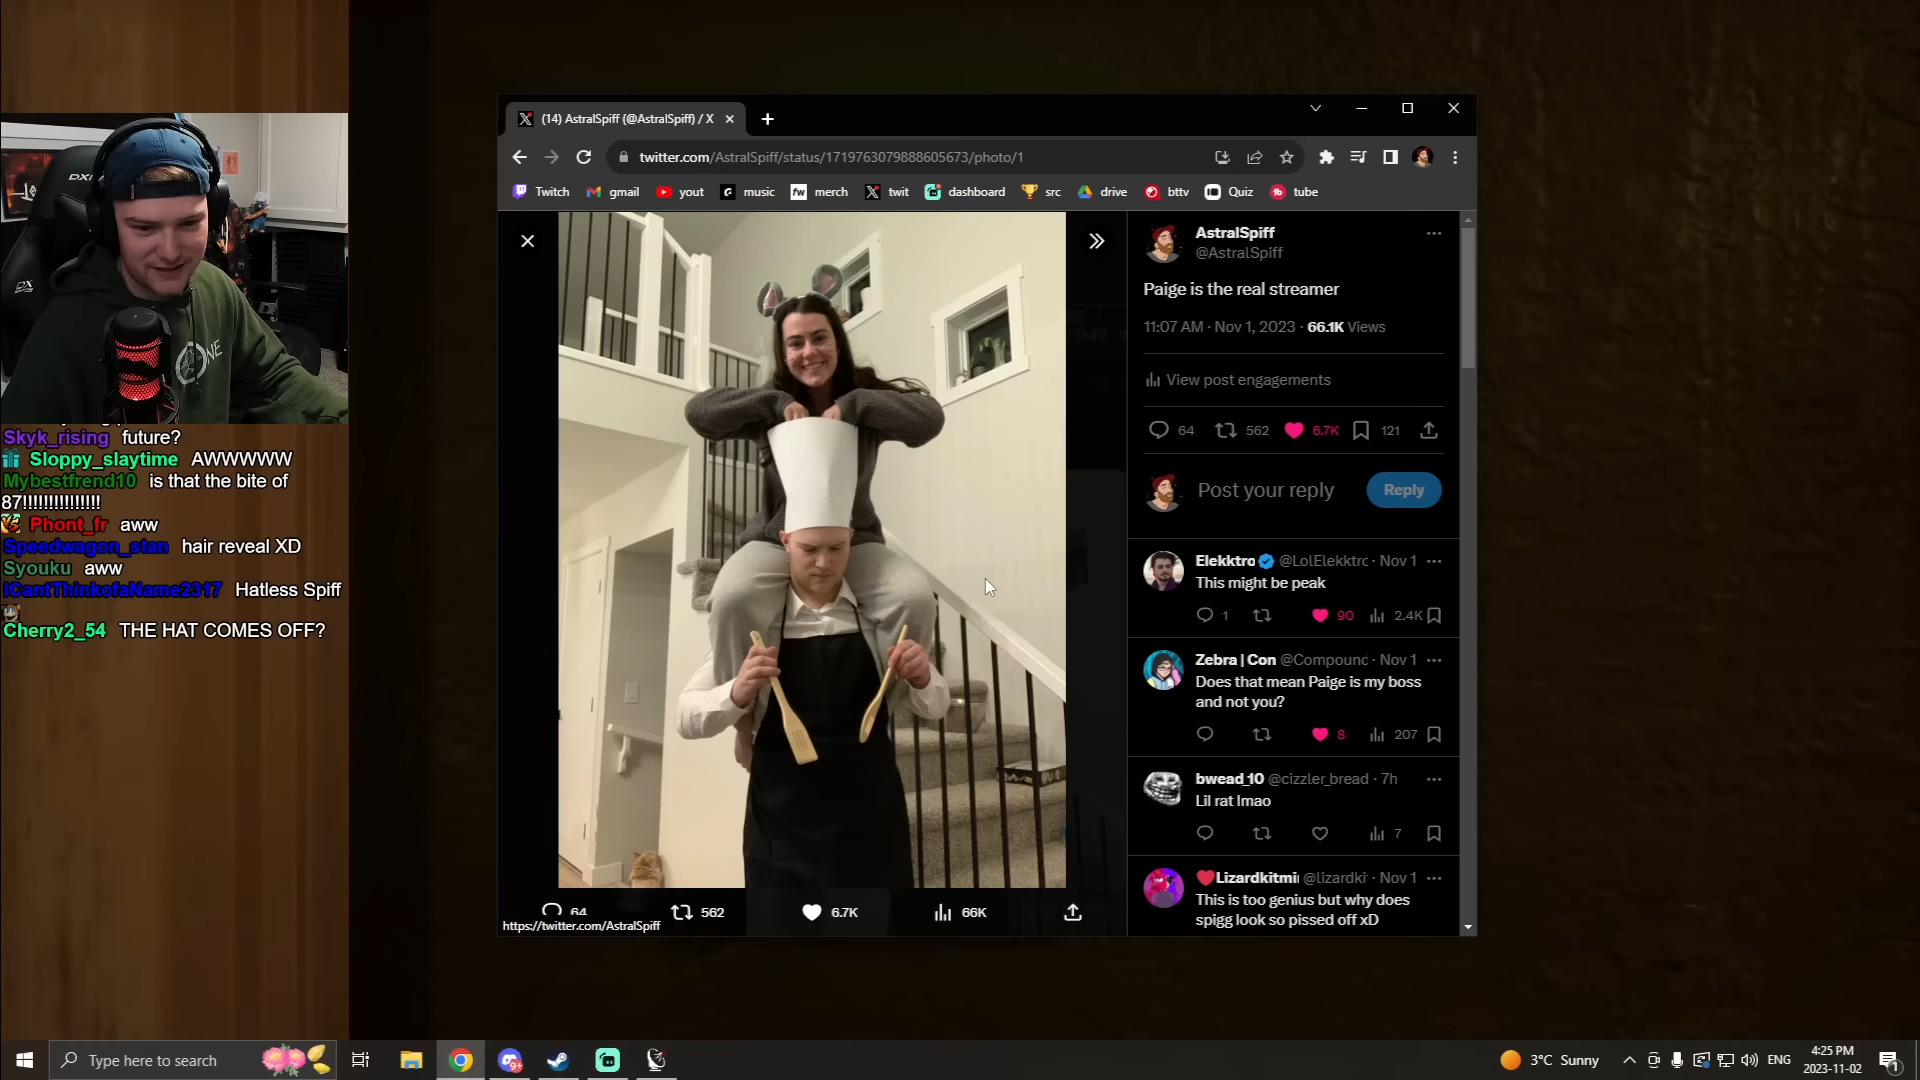 (14) AstralSpiff (@AstralSpiff) / X
twitter.com/AstralSpiff/status/1719763079888605673/photo/1
Twitch gmail yout music merch twit dashboard src drive bttv Quiz tube
DX
DX
ONE
Skyk_rising future?
Sloppy_slaytime AWWWWW
Mybestfrend10 is that the bite of
87!!!!!!!!!!!!!!!
Phont_fr aww
Speedwagon_stan hair reveal XD
Syouku aww
ICantThinkofaName2317 Hatless Spiff
Cherry2_54 THE HAT COMES OFF?
AstralSpiff
@AstralSpiff
Paige is the real streamer
11:07 AM · Nov 1, 2023 · 66.1K Views
View post engagements
64 562 6.7K 121
Post your reply Reply
Elekktro @LolElekktro · Nov 1
This might be peak
1 90 2.4K
Zebra | Con @Compound · Nov 1
Does that mean Paige is my boss
and not you?
8 207
bwead_10 @cizzler_bread · 7h
Lil rat lmao
7
Lizardkitmi @lizardki · Nov 1
This is too genius but why does
spigg look so pissed off xD
64 562 6.7K 66K
https://twitter.com/AstralSpiff
Type here to search
9+
3°C Sunny
ENG
4:25 PM
2023-11-02
1